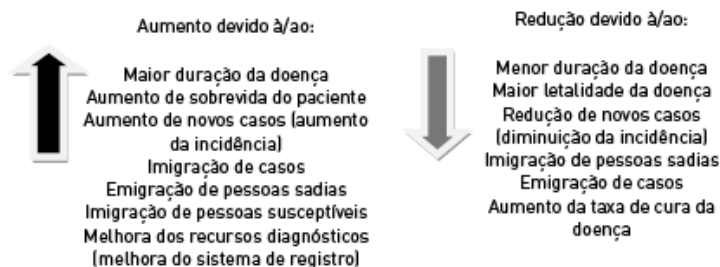 Aumento devido à/ao:
Maior duração da doença
Aumento de sobrevida do paciente
Aumento de novos casos (aumento
da incidência)
Imigração de casos
Emigração de pessoas sadias
Imigração de pessoas susceptíveis
Melhora dos recursos diagnósticos
(melhora do sistema de registro)
Redução devido à/ao:
Menor duração da doença
Maior letalidade da doença
Redução de novos casos
(diminuição da incidência)
Imigração de pessoas sadias
Emigração de casos
Aumento da taxa de cura da
doença